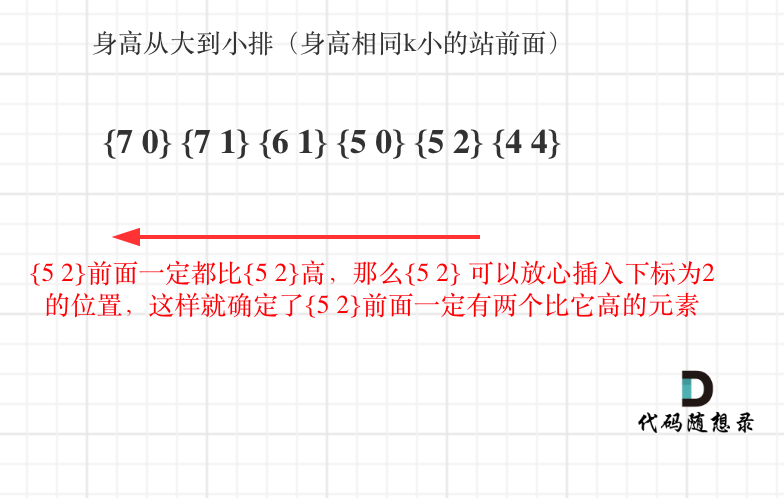 身高从大到小排（身高相同k小的站前面）
{7 0} {7 1} {6 1} {5 0} {5 2} {4 4}
{5 2}前面一定都比{5 2}高，那么{5 2} 可以放心插入下标为2
的位置，这样就确定了{5 2}前面一定有两个比它高的元素
代码随想录